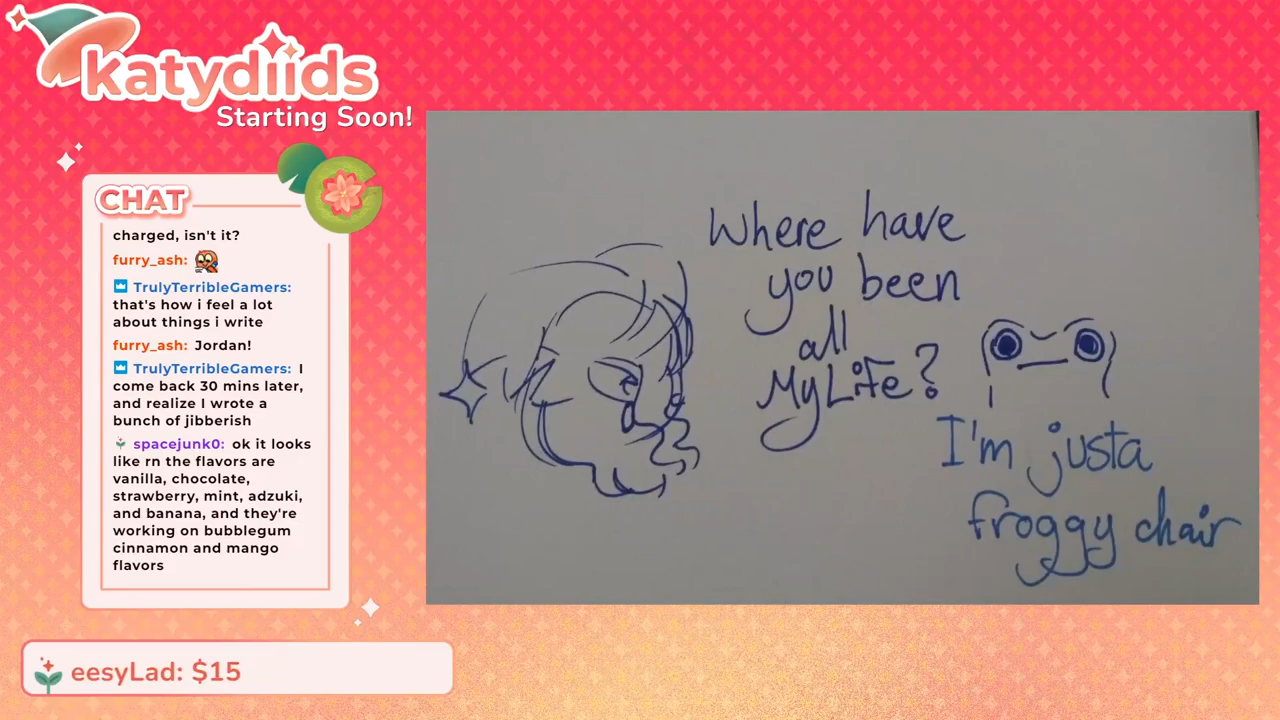 Katydiids
Starting Soon!
CHAT
charged, isn't it?
furry_ash:
TrulyTerribleGamers:
that's how i feel a lot
about things i write
furry_ash: Jordan!
TrulyTerribleGamers: I
come back 30 mins later,
and realize I wrote a
bunch of jibberish
spacejunk0: ok it looks
like rn the flavors are
vanilla, chocolate,
strawberry, mint, adzuki,
and banana, and they're
working on bubblegum
cinnamon and mango
flavors
eesyLad: $15
Where have
you been
all
My Life?
I'm justa
froggy chair